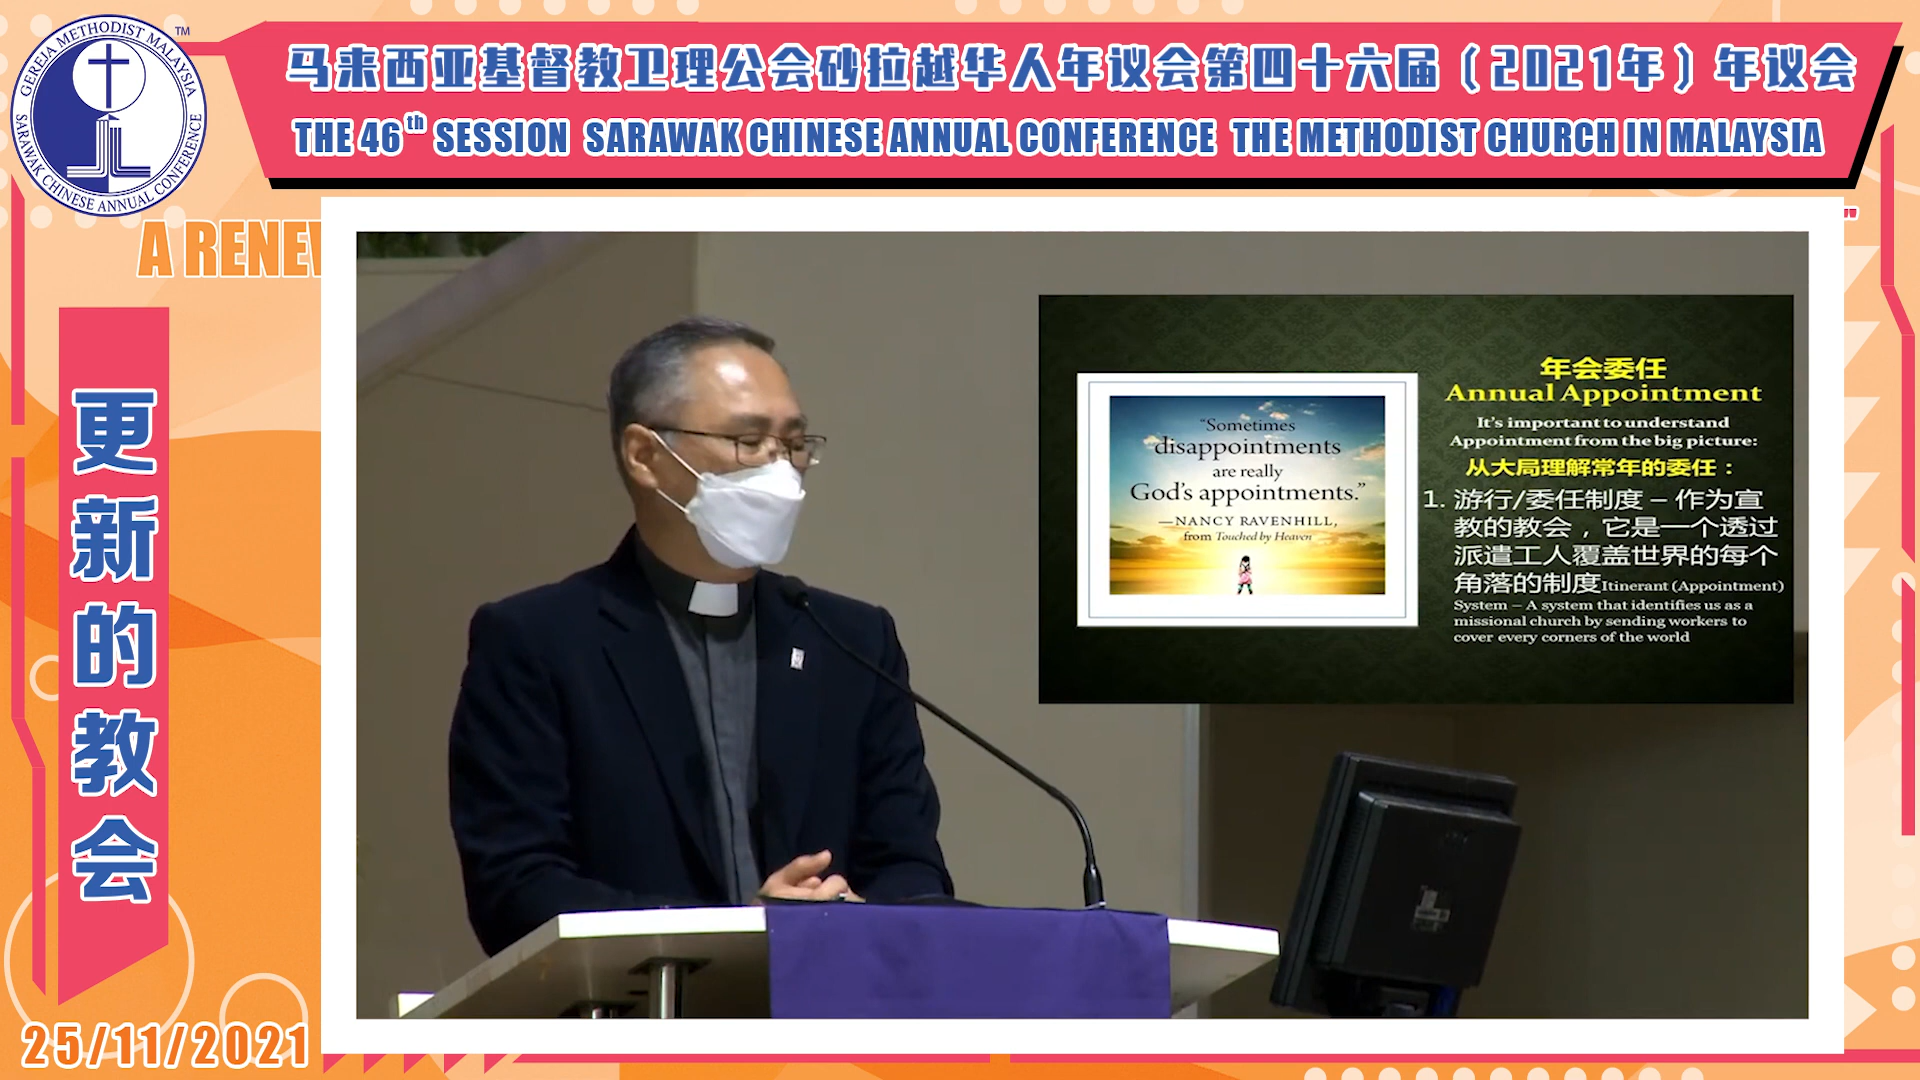 GEREJA METHODIST MALAYSIA
SARAWAK CHINESE ANNUAL CONFERENCE
TM
马来西亚基督教卫理公会砂拉越华人年议会第四十六届（2021年）年议会
THE 46th SESSION SARAWAK CHINESE ANNUAL CONFERENCE THE METHODIST CHURCH IN MALAYSIA
A RENEW
更新的教会
25/11/2021
“Sometimes
disappointments
are really
God’s appointments.”
—NANCY RAVENHILL,
from Touched by Heaven
年会委任
Annual Appointment
It’s important to understand
Appointment from the big picture:
从大局理解常年的委任：
1. 游行/委任制度 – 作为宣
教的教会，它是一个透过
派遣工人覆盖世界的每个
角落的制度Itinerant (Appointment)
System – A system that identifies us as a
missional church by sending workers to
cover every corners of the world